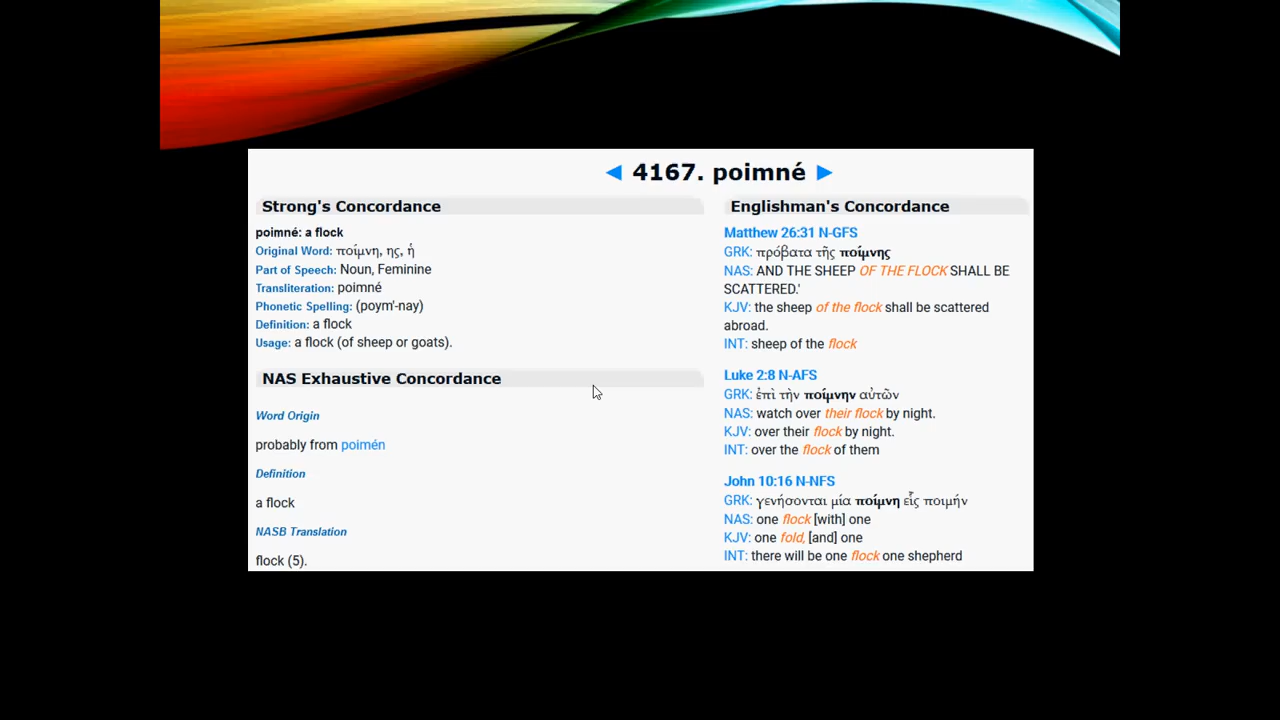 ◄ 4167. poimné ►
Strong's Concordance
poimné: a flock
Original Word: ποίμνη, ης, ἡ
Part of Speech: Noun, Feminine
Transliteration: poimné
Phonetic Spelling: (poym'-nay)
Definition: a flock
Usage: a flock (of sheep or goats).
NAS Exhaustive Concordance
Word Origin
probably from poimén
Definition
a flock
NASB Translation
flock (5).
Englishman's Concordance
Matthew 26:31 N-GFS
GRK: πρόβατα τῆς ποίμνης
NAS: AND THE SHEEP OF THE FLOCK SHALL BE
SCATTERED.'
KJV: the sheep of the flock shall be scattered
abroad.
INT: sheep of the flock
Luke 2:8 N-AFS
GRK: ἐπὶ τὴν ποίμνην αὐτῶν
NAS: watch over their flock by night.
KJV: over their flock by night.
INT: over the flock of them
John 10:16 N-NFS
GRK: γενήσονται μία ποίμνη εἷς ποιμήν
NAS: one flock [with] one
KJV: one fold, [and] one
INT: there will be one flock one shepherd